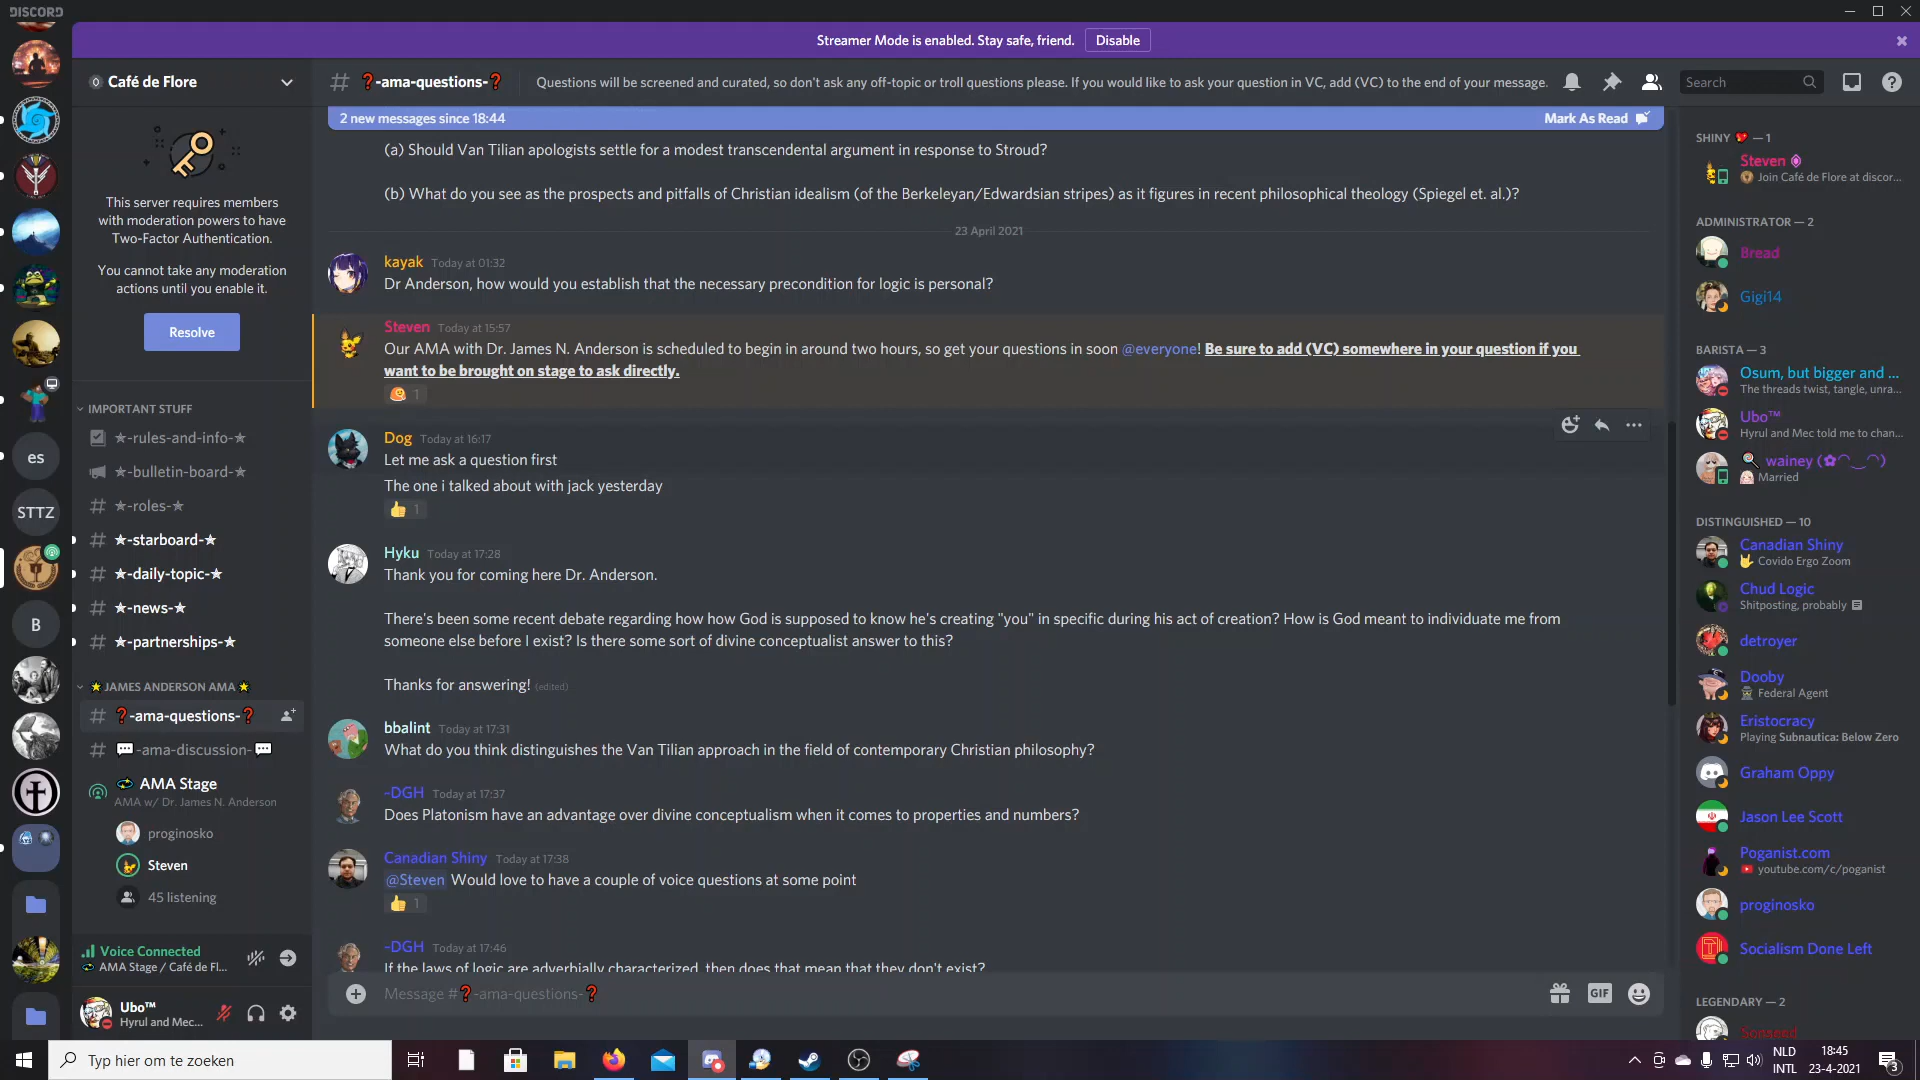 DISCORD
Streamer Mode is enabled. Stay safe, friend.
Disable
Café de Flore
❓-ama-questions-❓
Questions will be screened and curated, so don't ask any off-topic or troll questions please. If you would like to ask your question in VC, add (VC) to the end of your message.
Search
This server requires members
with moderation powers to have
Two-Factor Authentication.
You cannot take any moderation
actions until you enable it.
Resolve
IMPORTANT STUFF
★-rules-and-info-★
★-bulletin-board-★
★-roles-★
★-starboard-★
★-daily-topic-★
★-news-★
★-partnerships-★
JAMES ANDERSON AMA
❓-ama-questions-❓
💬-ama-discussion-💬
AMA Stage
AMA w/ Dr. James N. Anderson
proginosko
Steven
45 listening
Voice Connected
AMA Stage / Café de Fl...
Ubo™
Hyrul and Mec...
es
STTZ
B
2 new messages since 18:44
Mark As Read
(a) Should Van Tilian apologists settle for a modest transcendental argument in response to Stroud?
(b) What do you see as the prospects and pitfalls of Christian idealism (of the Berkeleyan/Edwardsian stripes) as it figures in recent philosophical theology (Spiegel et. al.)?
23 April 2021
kayak Today at 01:32
Dr Anderson, how would you establish that the necessary precondition for logic is personal?
Steven Today at 15:57
Our AMA with Dr. James N. Anderson is scheduled to begin in around two hours, so get your questions in soon @everyone! Be sure to add (VC) somewhere in your question if you
want to be brought on stage to ask directly.
1
Dog Today at 16:17
Let me ask a question first
The one i talked about with jack yesterday
👍 1
Hyku Today at 17:28
Thank you for coming here Dr. Anderson.
There's been some recent debate regarding how how God is supposed to know he's creating "you" in specific during his act of creation? How is God meant to individuate me from
someone else before I exist? Is there some sort of divine conceptualist answer to this?
Thanks for answering! (edited)
bbalint Today at 17:31
What do you think distinguishes the Van Tilian approach in the field of contemporary Christian philosophy?
-DGH Today at 17:37
Does Platonism have an advantage over divine conceptualism when it comes to properties and numbers?
Canadian Shiny Today at 17:38
@Steven Would love to have a couple of voice questions at some point
👍 1
-DGH Today at 17:46
If the laws of logic are adverbially characterized, then does that mean that they don't exist?
Message #❓-ama-questions-❓
GIF
SHINY — 1
Steven
Join Café de Flore at discor...
ADMINISTRATOR — 2
Bread
Gigi14
BARISTA — 3
Osum, but bigger and ...
The threads twist, tangle, unra...
Ubo™
Hyrul and Mec told me to chan...
wainey (✿◠‿◠)
Married
DISTINGUISHED — 10
Canadian Shiny
Covido Ergo Zoom
Chud Logic
Shitposting, probably
detroyer
Dooby
Federal Agent
Eristocracy
Playing Subnautica: Below Zero
Graham Oppy
Jason Lee Scott
Poganist.com
youtube.com/c/poganist
proginosko
Socialism Done Left
LEGENDARY — 2
Typ hier om te zoeken
NLD
INTL
18:45
23-4-2021
3